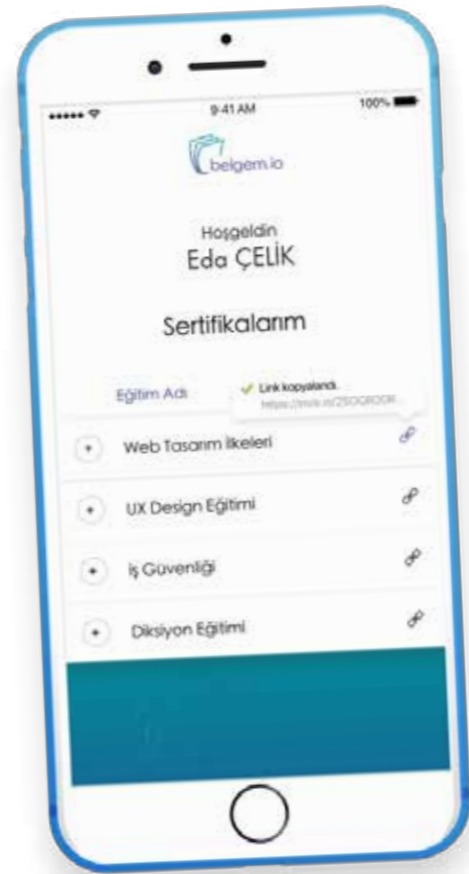 9:41 AM
100%
belgem.io
Hoşgeldin
Eda ÇELİK
Sertifikalarım
Eğitim Adı
Link kopyalandı.
Web Tasarım İlkeleri
UX Design Eğitimi
İş Güvenliği
Diksiyon Eğitimi